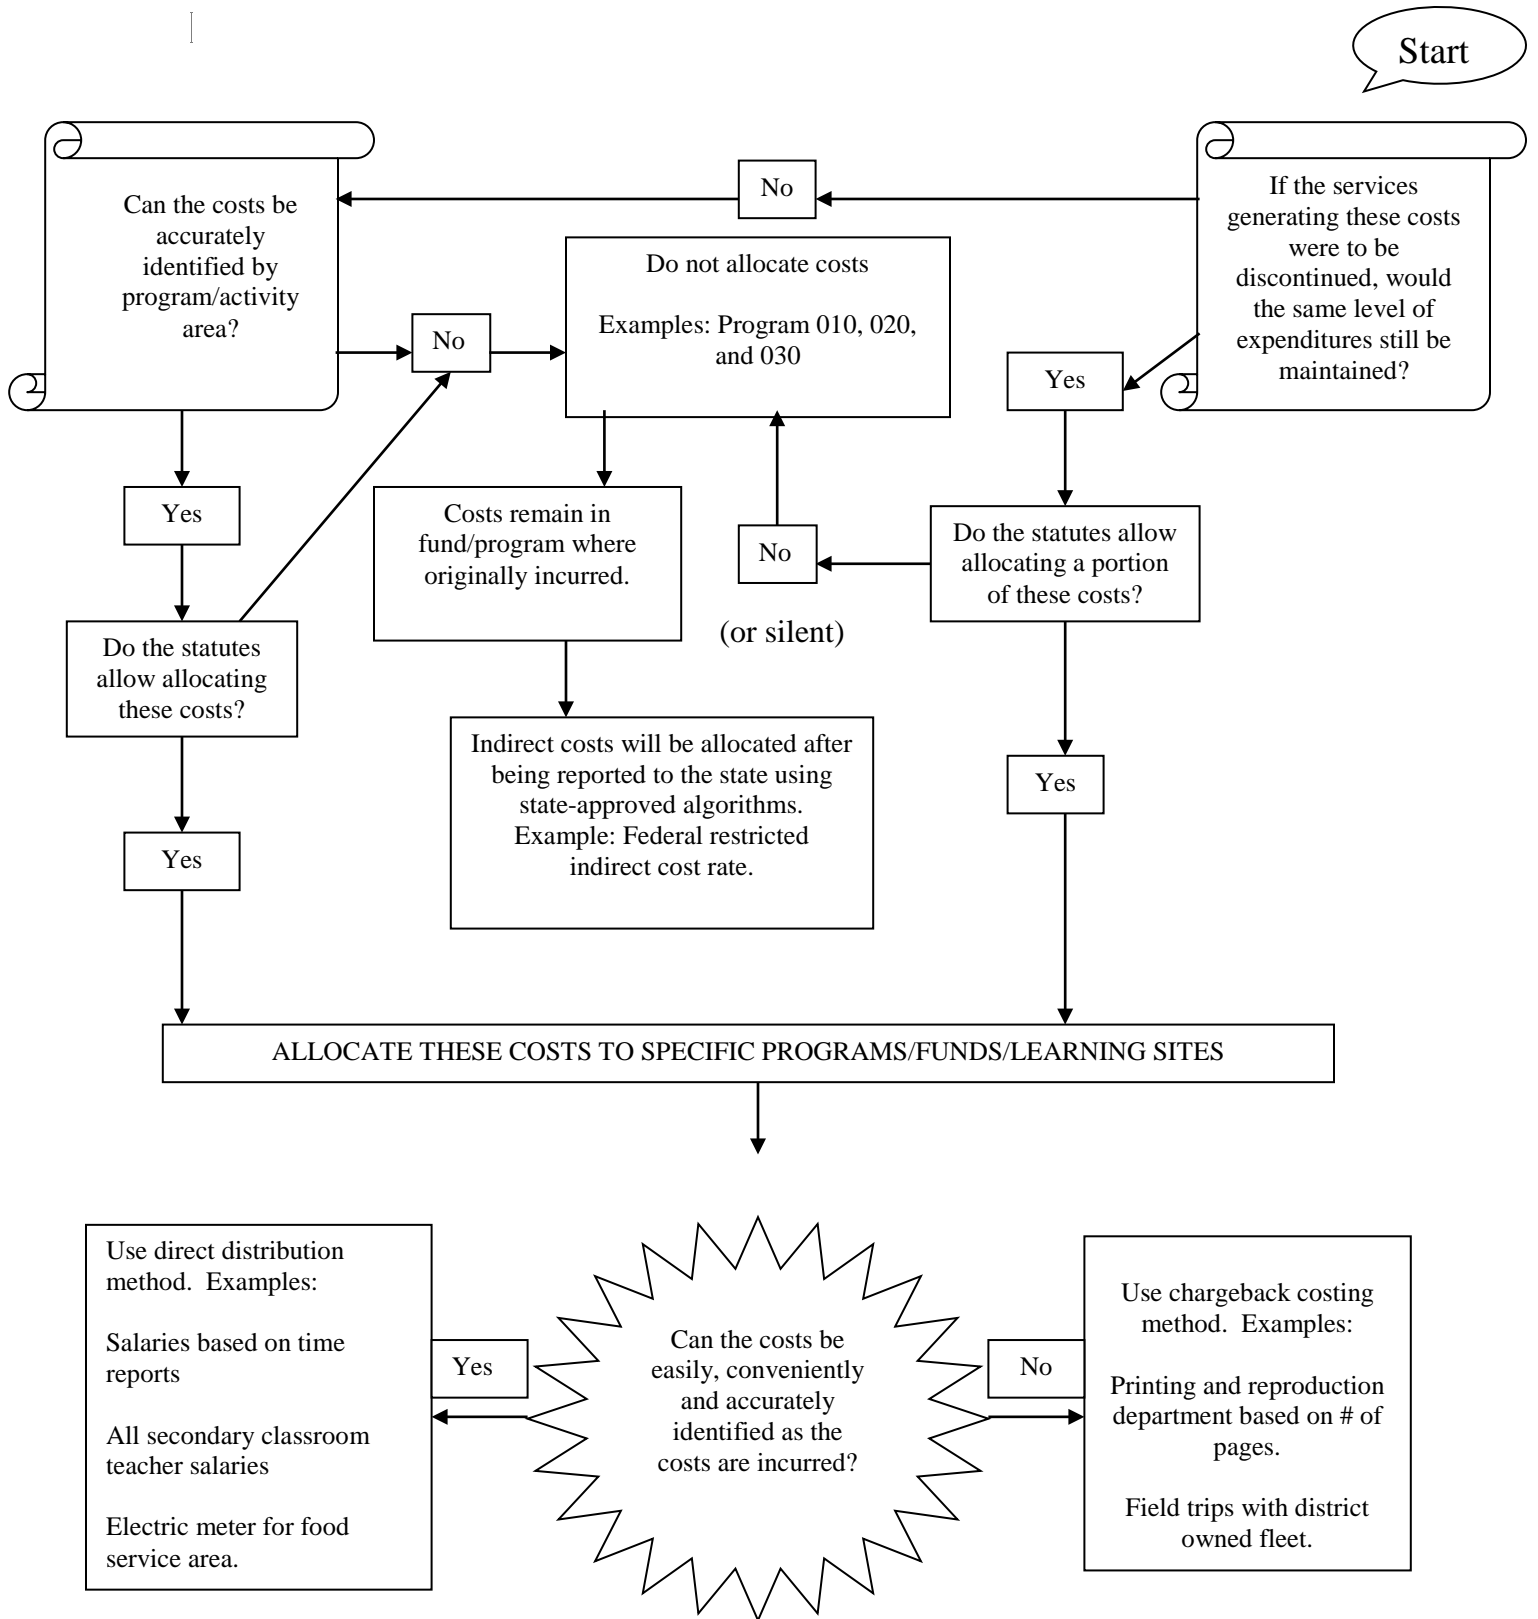 Start
If the services
generating these costs
were to be
discontinued, would
the same level of
expenditures still be
maintained?
No
Can the costs be
accurately
identified by
program/activity
area?
Do not allocate costs
Examples: Program 010, 020,
and 030
No
Yes
Yes
Costs remain in
fund/program where
originally incurred.
No
(or silent)
Do the statutes allow
allocating a portion
of these costs?
Do the statutes
allow allocating
these costs?
Indirect costs will be allocated after
being reported to the state using
state-approved algorithms.
Example: Federal restricted
indirect cost rate.
Yes
Yes
ALLOCATE THESE COSTS TO SPECIFIC PROGRAMS/FUNDS/LEARNING SITES
Use direct distribution
method.  Examples:
Salaries based on time
reports
All secondary classroom
teacher salaries
Electric meter for food
service area.
Yes
Can the costs be
easily, conveniently
and accurately
identified as the
costs are incurred?
No
Use chargeback costing
method.  Examples:
Printing and reproduction
department based on # of
pages.
Field trips with district
owned fleet.